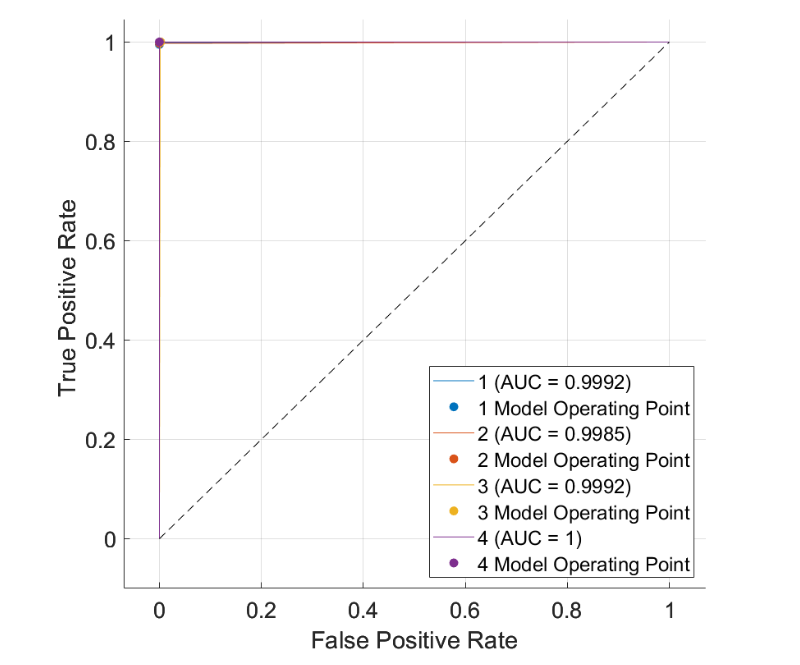 1
0.8
0.6
0.4
0.2
0
True Positive Rate
1 (AUC = 0.9992)
1 Model Operating Point
2 (AUC = 0.9985)
2 Model Operating Point
3 (AUC = 0.9992)
3 Model Operating Point
4 (AUC = 1)
4 Model Operating Point
0 0.2 0.4 0.6 0.8 1
False Positive Rate